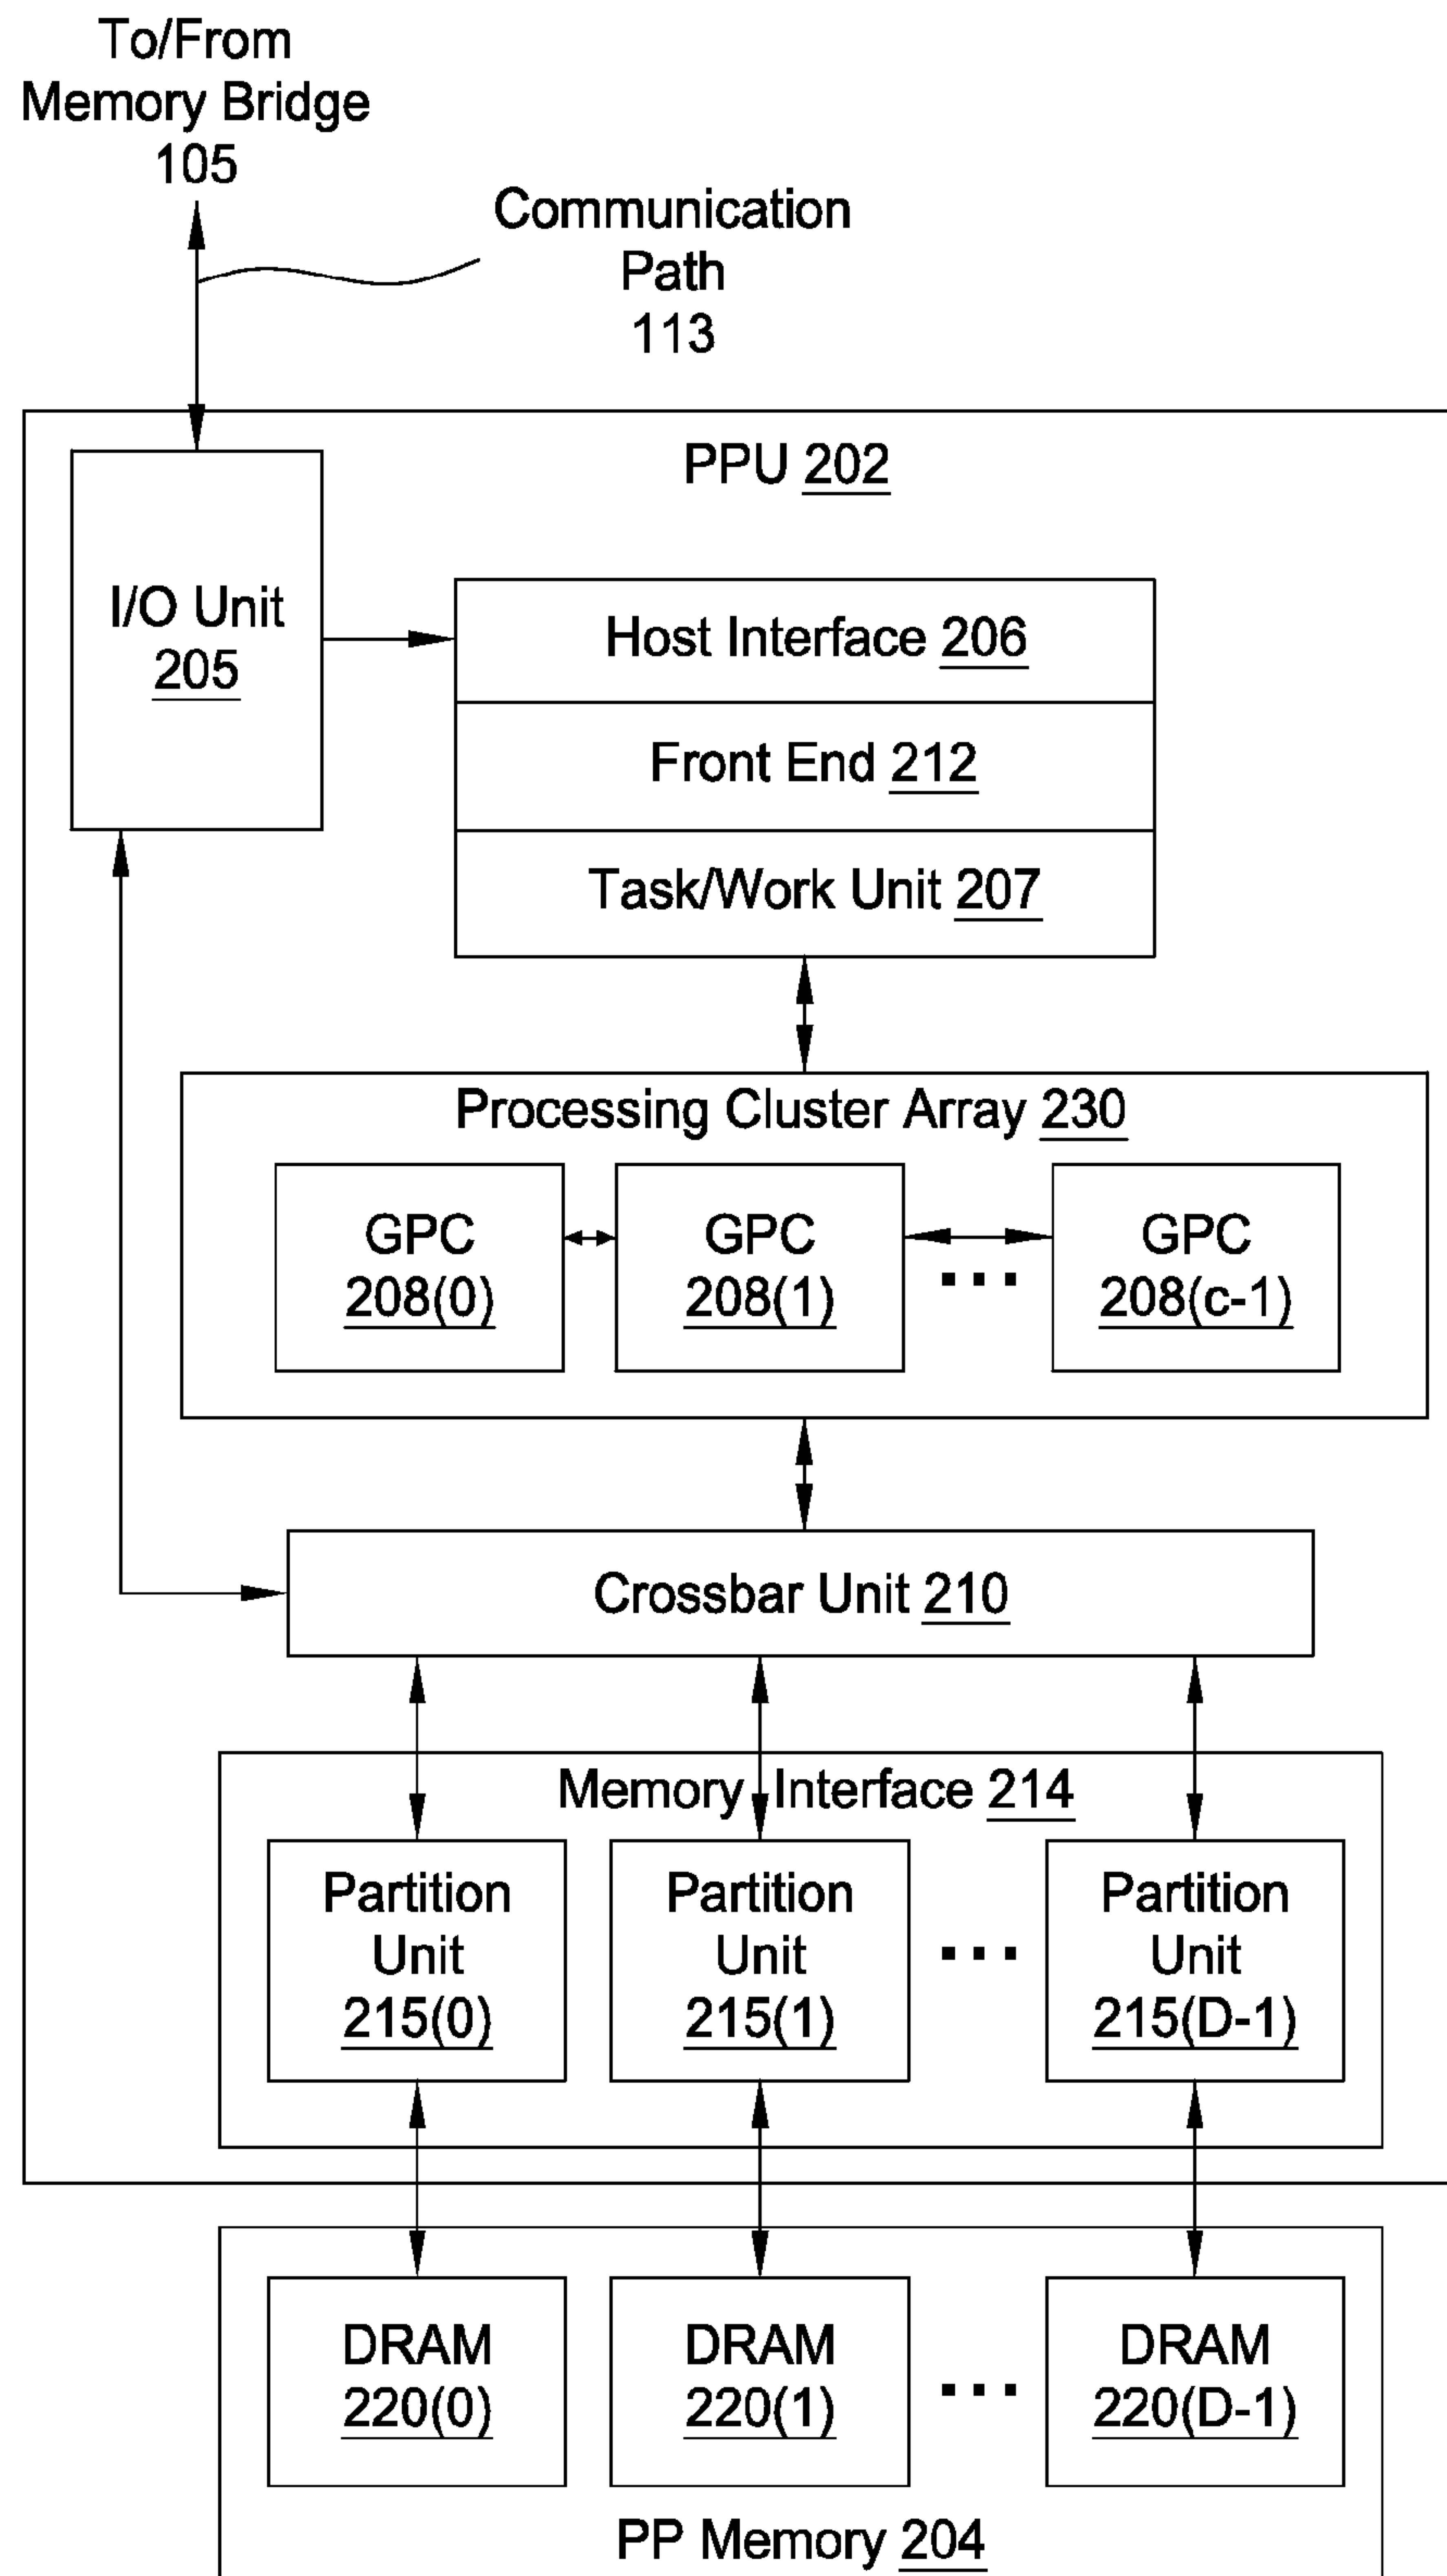 To/From
Memory Bridge
105
Communication
Path
113
PPU 202
I/O Unit
205
Host Interface 206
Front End 212
Task/Work Unit 207
Processing Cluster Array 230
GPC
208(0)
GPC
208(1)
...
GPC
208(c-1)
Crossbar Unit 210
Memory Interface 214
Partition
Unit
215(0)
Partition
Unit
215(1)
...
Partition
Unit
215(D-1)
DRAM
220(0)
DRAM
220(1)
...
DRAM
220(D-1)
PP Memory 204